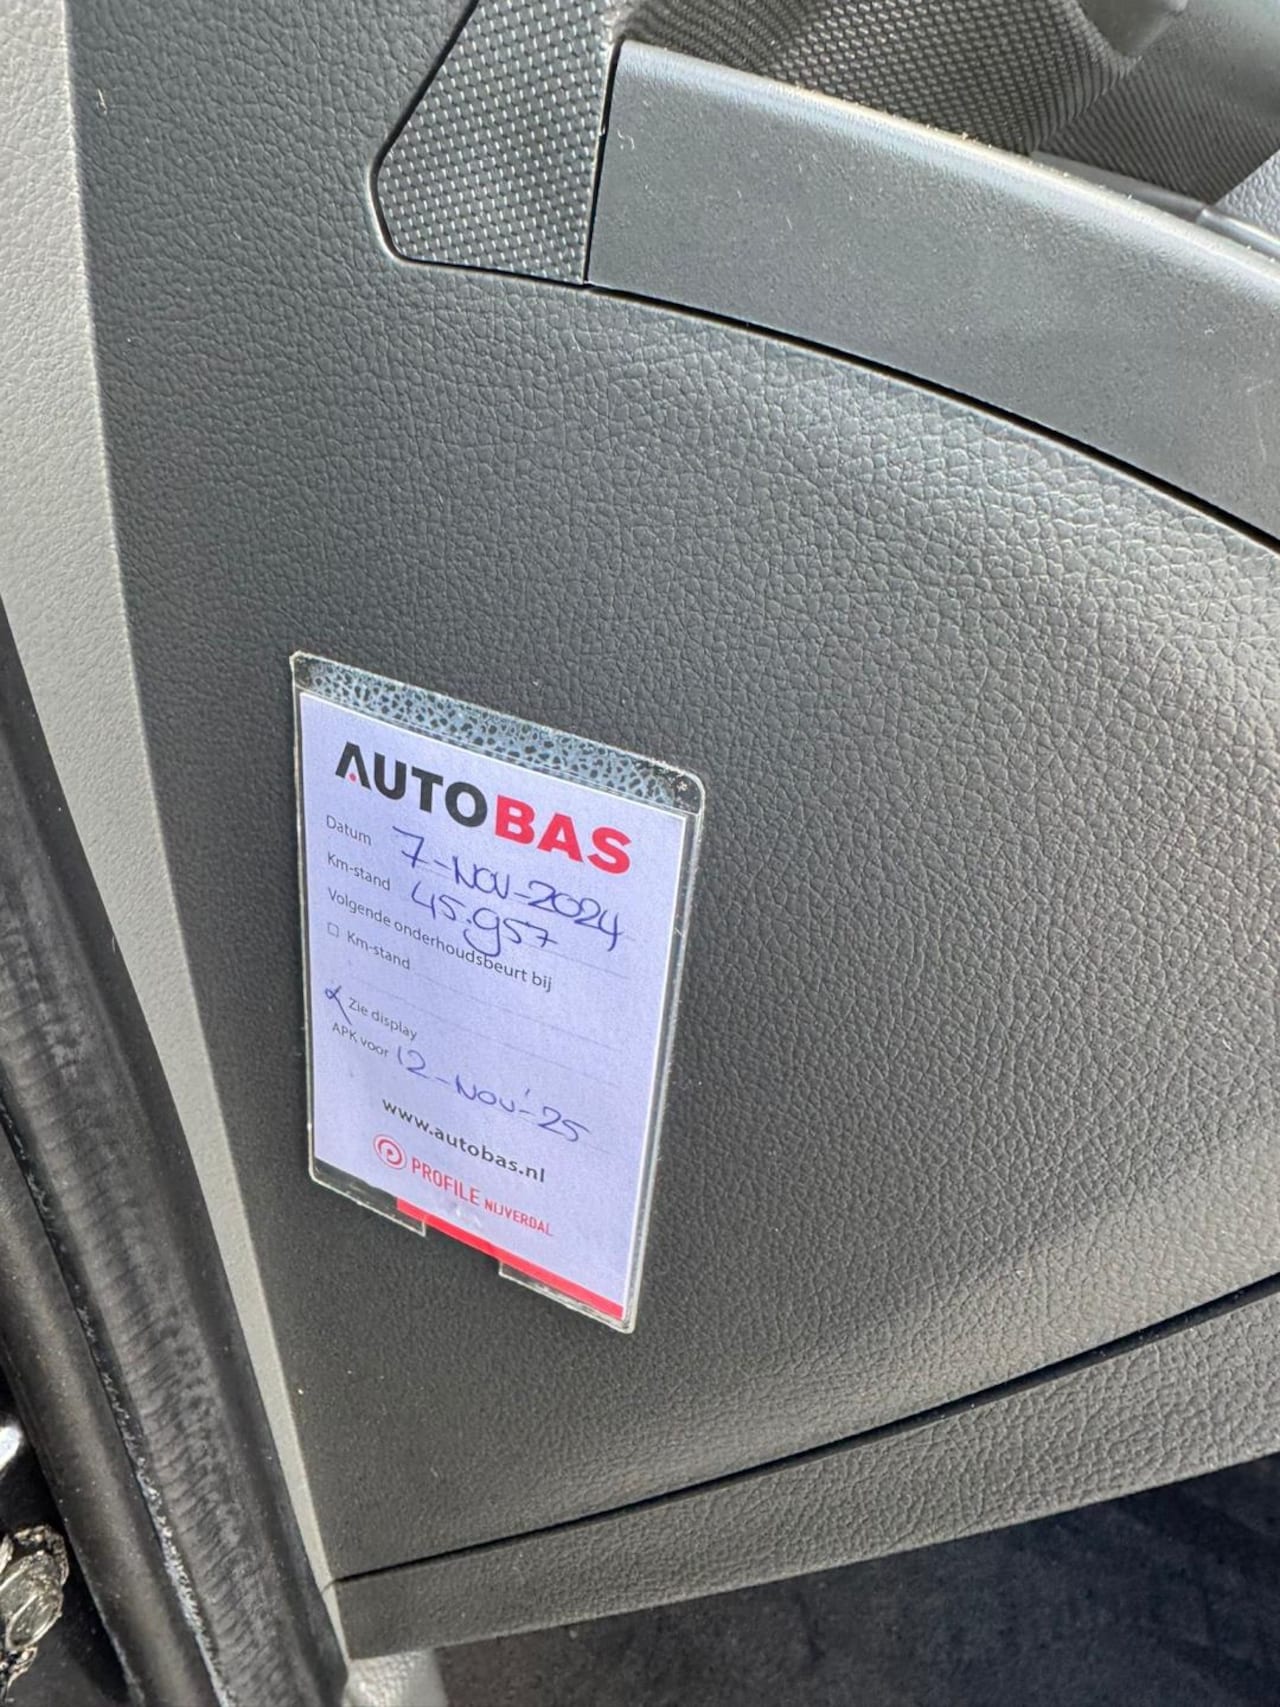 AUTOBAS
Datum 7-NOV-2024
Km-stand 45.957
Volgende onderhoudsbeurt bij
Km-stand
Zie display
APK voor 12-NOV'-25
www.autobas.nl
PROFILE NIJVERDAL